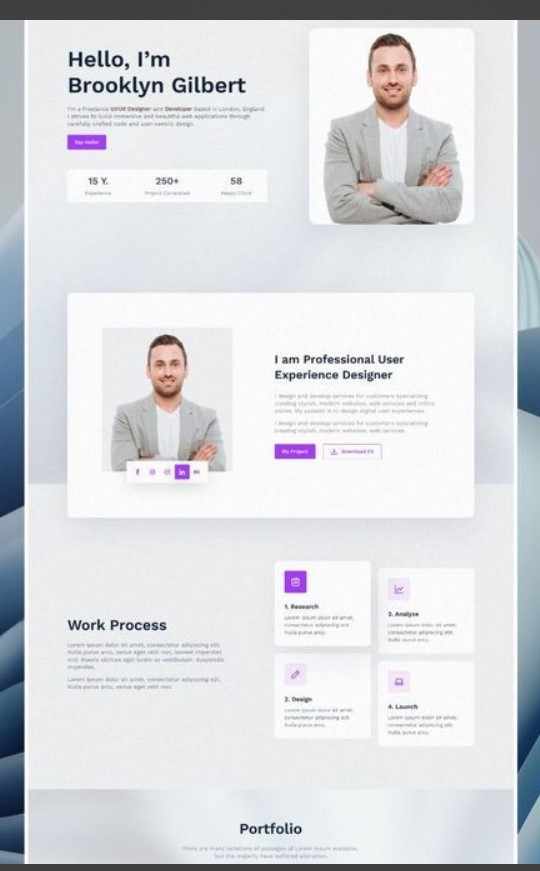 Hello, I'm
Brooklyn Gilbert
I'm a Freelance UI/UX Designer and Developer based in London, England.
I strives to build immersive and beautiful web applications through
carefully crafted code and user-centric design.
Say Hello!
15 Y.
250+
58
Experience
Project Completed
Happy Client
I am Professional User
Experience Designer
I design and develop services for customers specializing
creating stylish, modern websites, web services and online
stores. My passion is to design digital user experiences.
I design and develop services for customers specializing
creating stylish, modern websites, web services.
My Project
Download CV
Work Process
Lorem ipsum dolor sit amet, consectetur adipiscing elit.
Nulla purus arcu, varius eget velit non, laoreet imperdiet
orci. Mauris ultrices eget lorem ac vestibulum. Suspendis
imperdiet,
Lorem ipsum dolor sit amet, consectetur adipiscing elit.
Nulla purus arcu, varius eget velit non.
1. Research
Lorem ipsum dolor sit amet,
consectetur adipiscing elit.
Nulla purus arcu.
3. Analyze
Lorem ipsum dolor sit amet,
consectetur adipiscing elit.
Nulla purus arcu.
2. Design
Lorem ipsum dolor sit amet,
consectetur adipiscing elit.
Nulla purus arcu.
4. Launch
Lorem ipsum dolor sit amet,
consectetur adipiscing elit.
Nulla purus arcu.
Portfolio
There are many variations of passages of Lorem Ipsum available,
but the majority have suffered alteration.